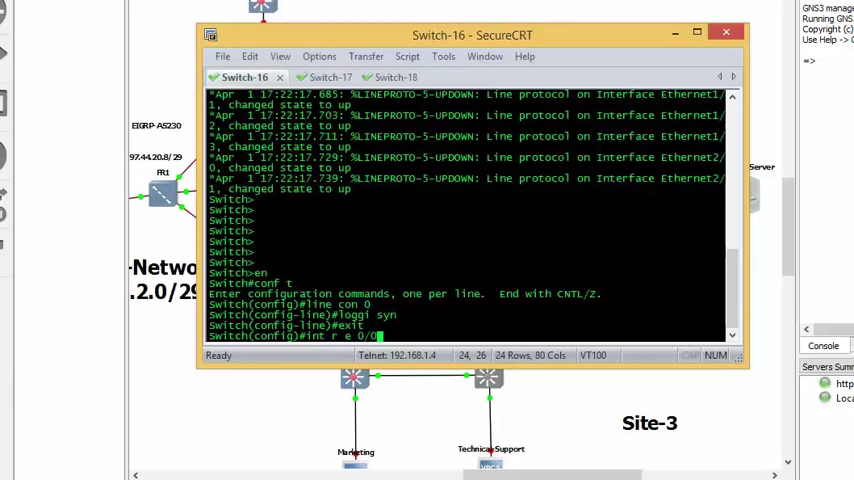 GNS3 mana
Running GNS
Copyright (c)
Use Help -> C
=>
Switch-16 - SecureCRT
File Edit View Options Transfer Script Tools Window Help
Switch-16 Switch-17 Switch-18
*Apr 1 17:22:17.685: %LINEPROTO-5-UPDOWN: Line protocol on Interface Ethernet1/
1, changed state to up
*Apr 1 17:22:17.703: %LINEPROTO-5-UPDOWN: Line protocol on Interface Ethernet1/
2, changed state to up
*Apr 1 17:22:17.711: %LINEPROTO-5-UPDOWN: Line protocol on Interface Ethernet1/
3, changed state to up
*Apr 1 17:22:17.729: %LINEPROTO-5-UPDOWN: Line protocol on Interface Ethernet2/
0, changed state to up
*Apr 1 17:22:17.739: %LINEPROTO-5-UPDOWN: Line protocol on Interface Ethernet2/
1, changed state to up
Switch>
Switch>
Switch>
Switch>
Switch>
Switch>
Switch>
Switch>en
Switch#conf t
Enter configuration commands, one per line. End with CNTL/Z.
Switch(config)#line con 0
Switch(config-line)#loggi syn
Switch(config-line)#exit
Switch(config)#int r e 0/0
Ready Telnet: 192.168.1.4 24, 26 24 Rows, 80 Cols VT100 CAP NUM
EIGRP-AS230
97.44.20.8/29
FR1
-Networ
.2.0/29
Server
Console
Servers Summ
http
Loca
Site-3
Marketing
Technical Support